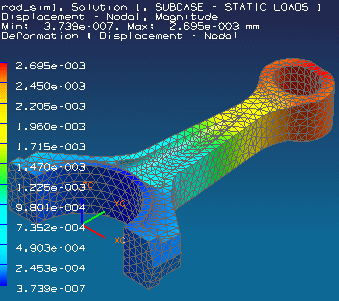 rod_sim1, Solution 1, SUBCASE - STATIC LOADS 1
Displacement - Nodal, Magnitude
Min: 3.739e-007, Max: 2.695e-003 mm
Deformation : Displacement - Nodal
2.695e-003
2.450e-003
2.205e-003
1.960e-003
1.715e-003
1.470e-003
1.225e-003
9.801e-004
7.352e-004
4.903e-004
2.453e-004
3.739e-007
XC